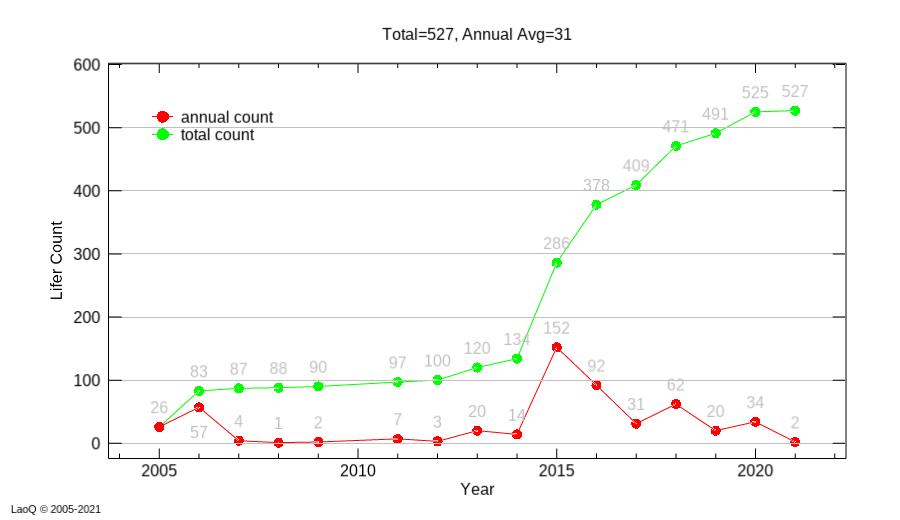 Total=527, Annual Avg=31
600
500
400
300
200
100
0
Lifer Count
annual count
total count
26 83 87 88 90 97 100 120 134 286 378 409 471 491 525 527
57 4 1 2 7 3 20 14 152 92 31 62 20 34 2
2005 2010 2015 2020
Year
LaoQ © 2005-2021